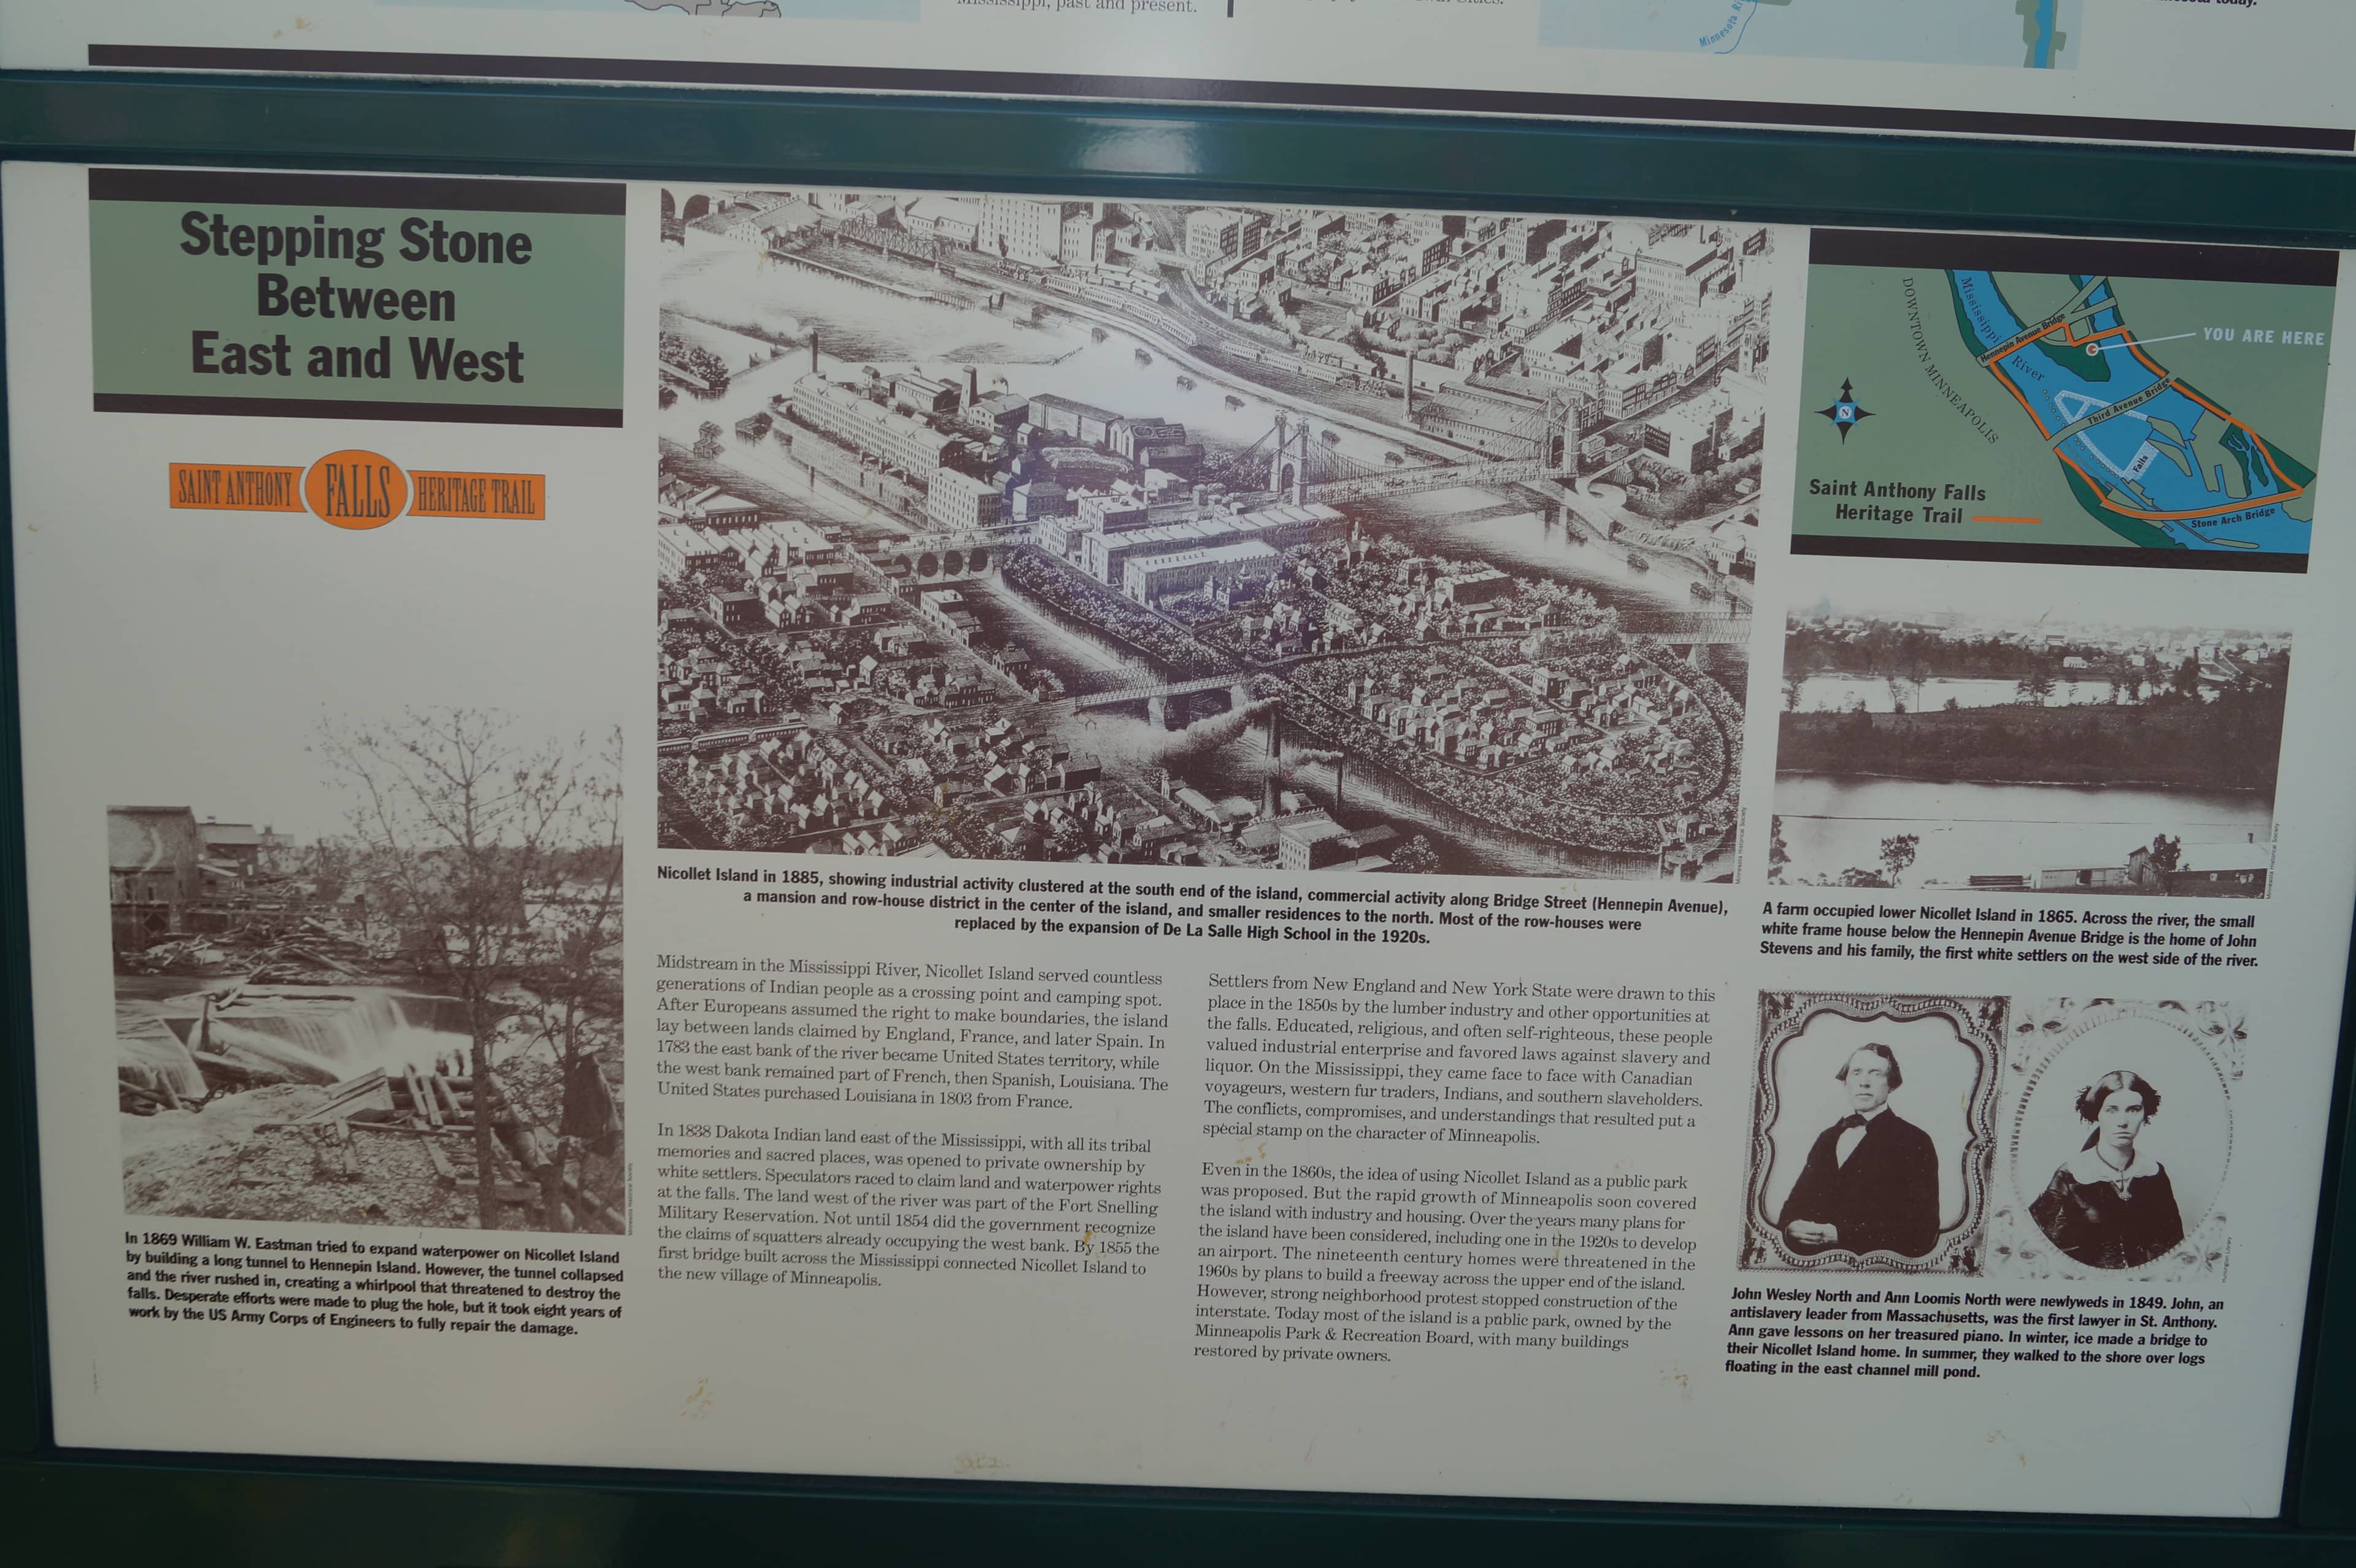 Mississippi, past and present.
Minnesota
today.
Stepping Stone
Between
East and West
SAINT ANTHONY FALLS HERITAGE TRAIL
In 1869 William W. Eastman tried to expand waterpower on Nicollet Island
by building a long tunnel to Hennepin Island. However, the tunnel collapsed
and the river rushed in, creating a whirlpool that threatened to destroy the
falls. Desperate efforts were made to plug the hole, but it took eight years of
work by the US Army Corps of Engineers to fully repair the damage.
Minnesota Historical Society
Nicollet Island in 1885, showing industrial activity clustered at the south end of the island, commercial activity along Bridge Street (Hennepin Avenue),
a mansion and row-house district in the center of the island, and smaller residences to the north. Most of the row-houses were
replaced by the expansion of De La Salle High School in the 1920s.
Minnesota Historical Society
Midstream in the Mississippi River, Nicollet Island served countless
generations of Indian people as a crossing point and camping spot.
After Europeans assumed the right to make boundaries, the island
lay between lands claimed by England, France, and later Spain. In
1783 the east bank of the river became United States territory, while
the west bank remained part of French, then Spanish, Louisiana. The
United States purchased Louisiana in 1803 from France.
In 1838 Dakota Indian land east of the Mississippi, with all its tribal
memories and sacred places, was opened to private ownership by
white settlers. Speculators raced to claim land and waterpower rights
at the falls. The land west of the river was part of the Fort Snelling
Military Reservation. Not until 1854 did the government recognize
the claims of squatters already occupying the west bank. By 1855 the
first bridge built across the Mississippi connected Nicollet Island to
the new village of Minneapolis.
Settlers from New England and New York State were drawn to this
place in the 1850s by the lumber industry and other opportunities at
the falls. Educated, religious, and often self-righteous, these people
valued industrial enterprise and favored laws against slavery and
liquor. On the Mississippi, they came face to face with Canadian
voyageurs, western fur traders, Indians, and southern slaveholders.
The conflicts, compromises, and understandings that resulted put a
special stamp on the character of Minneapolis.
Even in the 1860s, the idea of using Nicollet Island as a public park
was proposed. But the rapid growth of Minneapolis soon covered
the island with industry and housing. Over the years many plans for
the island have been considered, including one in the 1920s to develop
an airport. The nineteenth century homes were threatened in the
1960s by plans to build a freeway across the upper end of the island.
However, strong neighborhood protest stopped construction of the
interstate. Today most of the island is a public park, owned by the
Minneapolis Park & Recreation Board, with many buildings
restored by private owners.
DOWNTOWN MINNEAPOLIS
Mississippi River
Hennepin Avenue Bridge
YOU ARE HERE
Third Avenue Bridge
N
Falls
Saint Anthony Falls
Heritage Trail
Stone Arch Bridge
Minnesota Historical Society
A farm occupied lower Nicollet Island in 1865. Across the river, the small
white frame house below the Hennepin Avenue Bridge is the home of John
Stevens and his family, the first white settlers on the west side of the river.
John Wesley North and Ann Loomis North were newlyweds in 1849. John, an
antislavery leader from Massachusetts, was the first lawyer in St. Anthony.
Ann gave lessons on her treasured piano. In winter, ice made a bridge to
their Nicollet Island home. In summer, they walked to the shore over logs
floating in the east channel mill pond.